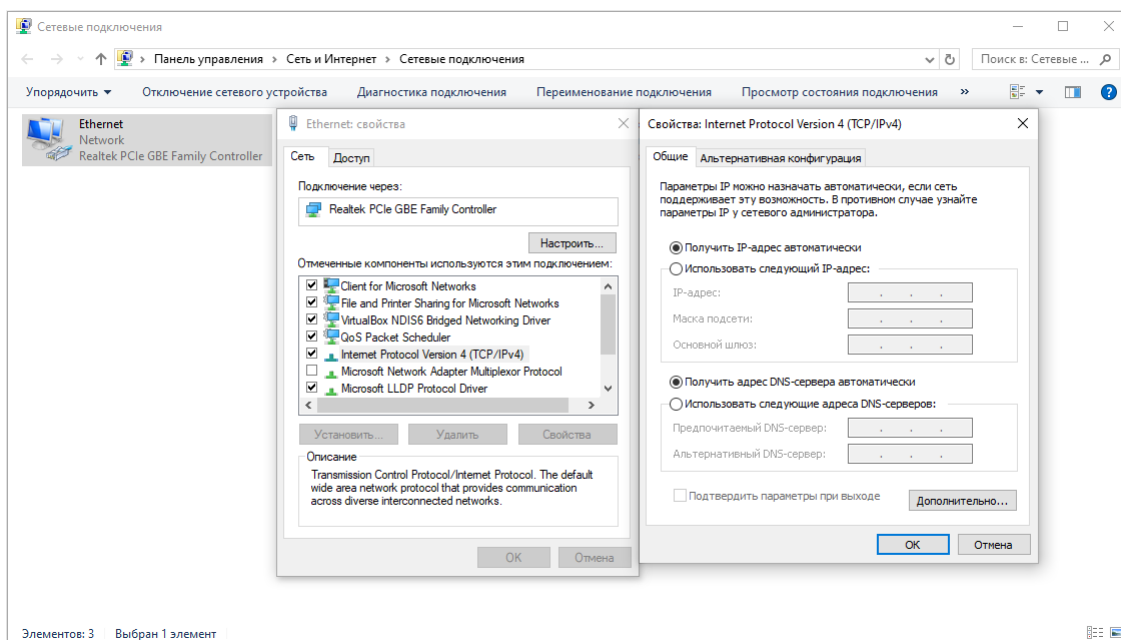 Сетевые подключения
Панель управления › Сеть и Интернет › Сетевые подключения
Поиск в: Сетевые ...
Упорядочить Отключение сетевого устройства Диагностика подключения Переименование подключения Просмотр состояния подключения »
Ethernet
Network
Realtek PCIe GBE Family Controller
Ethernet: свойства
Сеть Доступ
Подключение через:
Realtek PCIe GBE Family Controller
Настроить...
Отмеченные компоненты используются этим подключением:
Client for Microsoft Networks
File and Printer Sharing for Microsoft Networks
VirtualBox NDIS6 Bridged Networking Driver
QoS Packet Scheduler
Internet Protocol Version 4 (TCP/IPv4)
Microsoft Network Adapter Multiplexor Protocol
Microsoft LLDP Protocol Driver
Установить... Удалить Свойства
Описание
Transmission Control Protocol/Internet Protocol. The default
wide area network protocol that provides communication
across diverse interconnected networks.
OK Отмена
Свойства: Internet Protocol Version 4 (TCP/IPv4)
Общие Альтернативная конфигурация
Параметры IP можно назначать автоматически, если сеть
поддерживает эту возможность. В противном случае узнайте
параметры IP у сетевого администратора.
Получить IP-адрес автоматически
Использовать следующий IP-адрес:
IP-адрес:
Маска подсети:
Основной шлюз:
Получить адрес DNS-сервера автоматически
Использовать следующие адреса DNS-серверов:
Предпочитаемый DNS-сервер:
Альтернативный DNS-сервер:
Подтвердить параметры при выходе
Дополнительно...
OK Отмена
Элементов: 3 Выбран 1 элемент